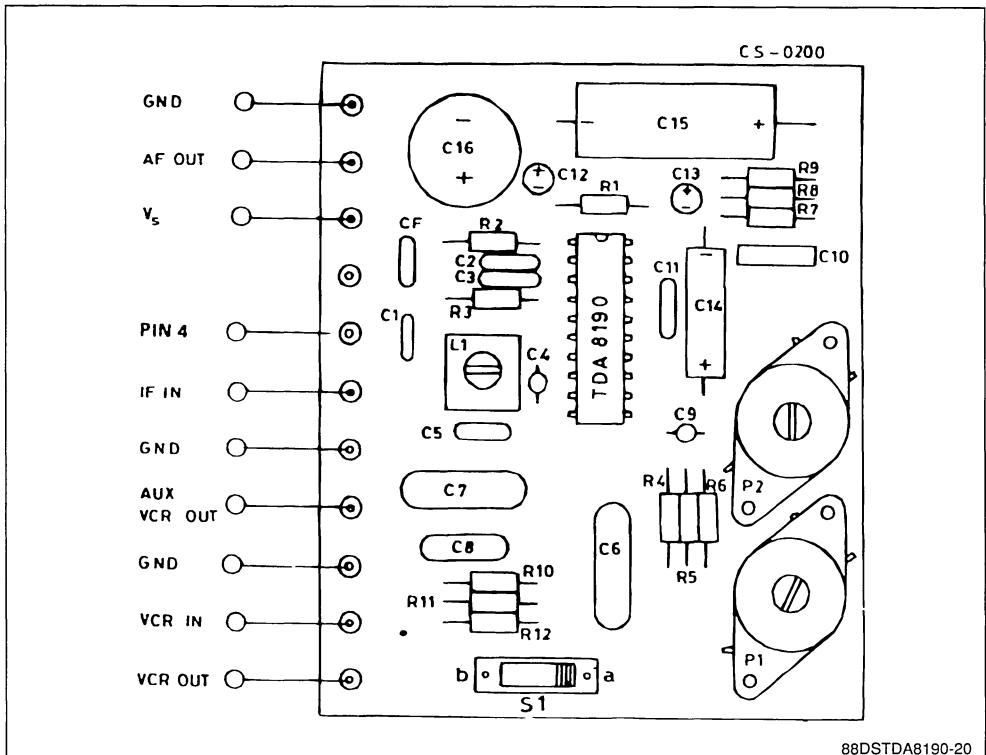 CS-0200
GND
AF OUT
Vs
PIN 4
IF IN
GND
AUX
VCR OUT
GND
VCR IN
VCR OUT
-
C16
+
- C15 +
+
-
C12
R1
+
-
C13
R9
R8
R7
CF
R2
C2
C3
R3
C1
L1
C4
TDA 8190
C11
-
C14
+
C10
C5
C9
C7
R4
R6
R5
P2
C8
C6
R10
R11
R12
P1
b
a
S1
88DSTDA8190-20